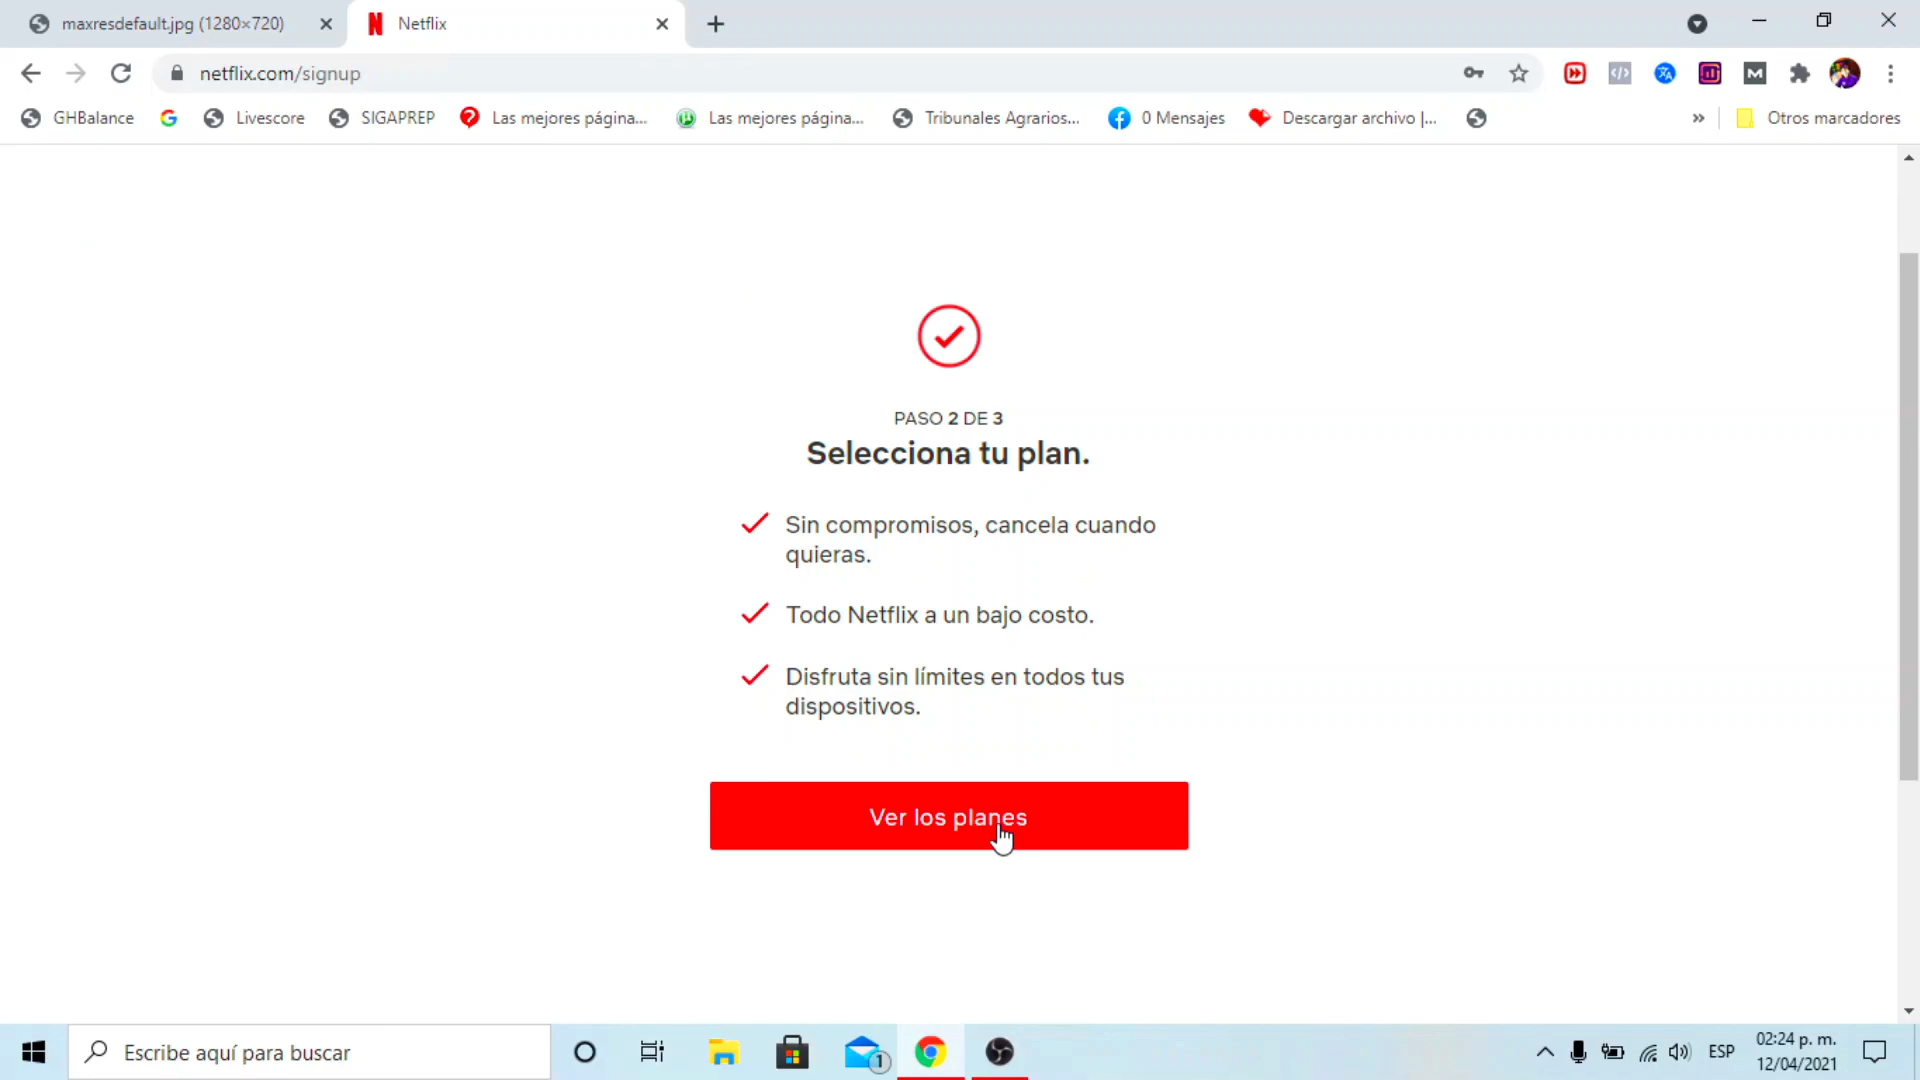 maxresdefault.jpg (1280×720)
Netflix
netflix.com/signup
GHBalance
Livescore
SIGAPREP
Las mejores página...
Las mejores página...
Tribunales Agrarios...
0 Mensajes
Descargar archivo |...
Otros marcadores
PASO 2 DE 3
Selecciona tu plan.
Sin compromisos, cancela cuando
quieras.
Todo Netflix a un bajo costo.
Disfruta sin límites en todos tus
dispositivos.
Ver los planes
Escribe aquí para buscar
1
ESP
02:24 p. m.
12/04/2021